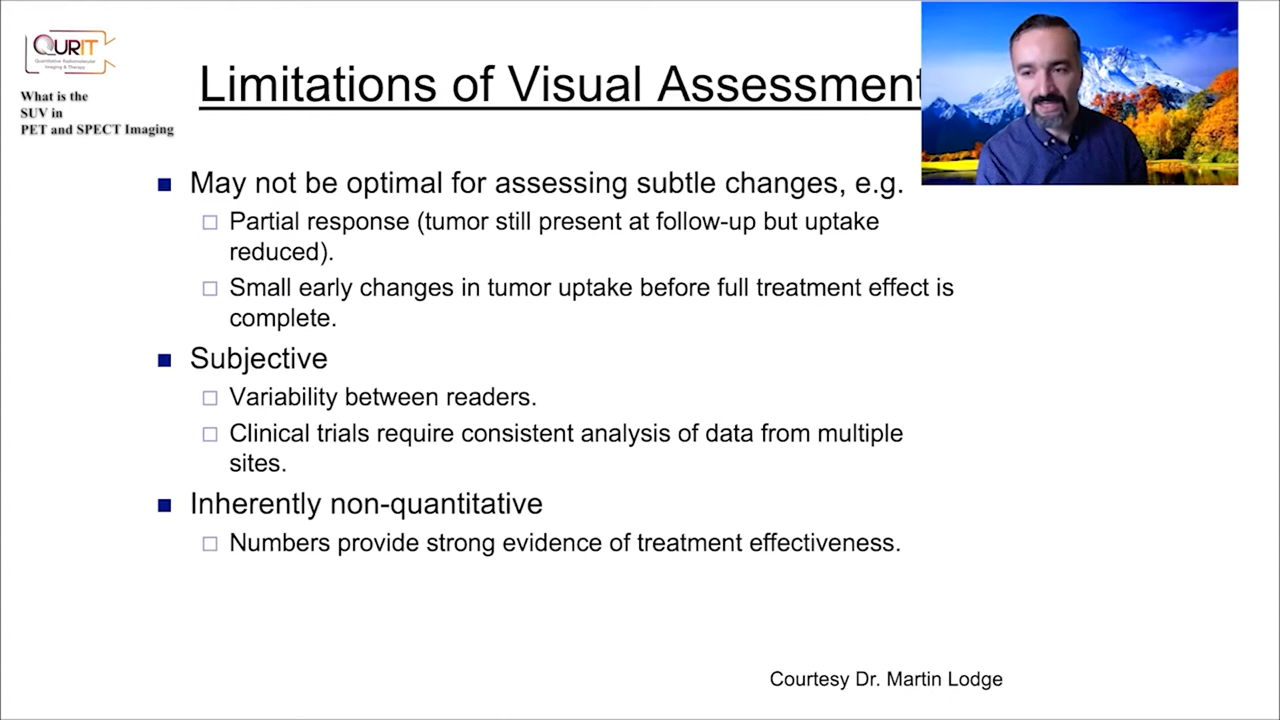 QURIT
Quantitative Radiomolecular
Imaging & Therapy
What is the
SUV in
PET and SPECT Imaging
Limitations of Visual Assessment
May not be optimal for assessing subtle changes, e.g.
Partial response (tumor still present at follow-up but uptake
reduced).
Small early changes in tumor uptake before full treatment effect is
complete.
Subjective
Variability between readers.
Clinical trials require consistent analysis of data from multiple
sites.
Inherently non-quantitative
Numbers provide strong evidence of treatment effectiveness.
Courtesy Dr. Martin Lodge